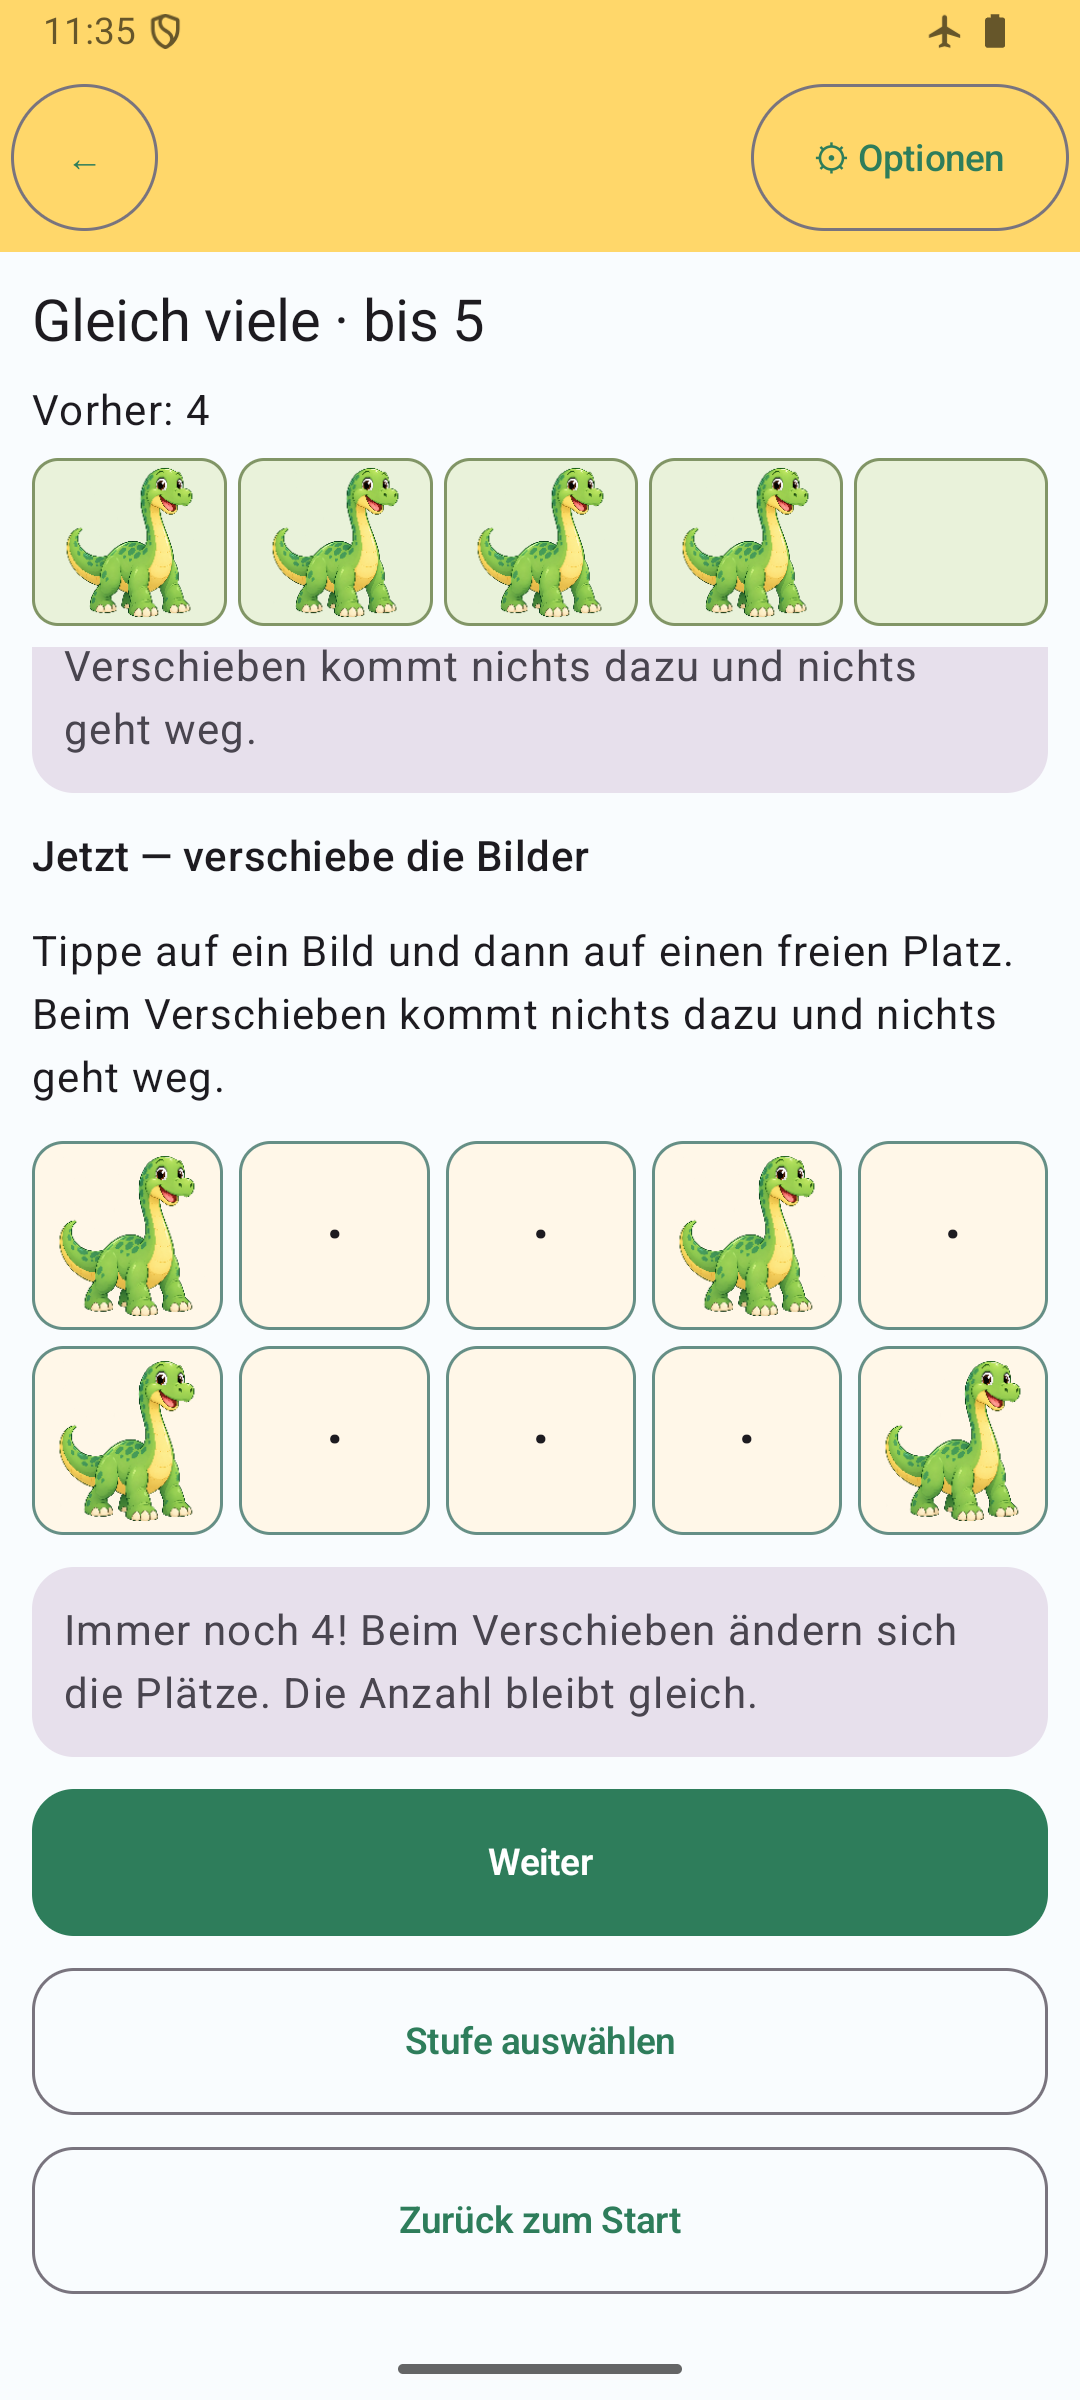 11:35
←
Optionen
Gleich viele · bis 5
Vorher: 4
Verschieben kommt nichts dazu und nichts
geht weg.
Jetzt — verschiebe die Bilder
Tippe auf ein Bild und dann auf einen freien Platz.
Beim Verschieben kommt nichts dazu und nichts
geht weg.
Immer noch 4! Beim Verschieben ändern sich
die Plätze. Die Anzahl bleibt gleich.
Weiter
Stufe auswählen
Zurück zum Start